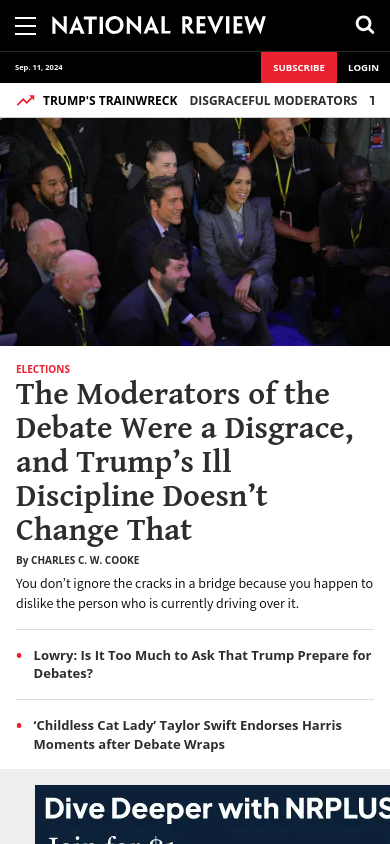 NATIONAL REVIEW
Sep. 11, 2024
SUBSCRIBE
LOGIN
TRUMP'S TRAINWRECK DISGRACEFUL MODERATORS
ELECTIONS
The Moderators of the
Debate Were a Disgrace,
and Trump’s Ill
Discipline Doesn’t
Change That
By CHARLES C. W. COOKE
You don’t ignore the cracks in a bridge because you happen to
dislike the person who is currently driving over it.
• Lowry: Is It Too Much to Ask That Trump Prepare for
Debates?
• ‘Childless Cat Lady’ Taylor Swift Endorses Harris
Moments after Debate Wraps
Dive Deeper with NRPLUS
Join for $1